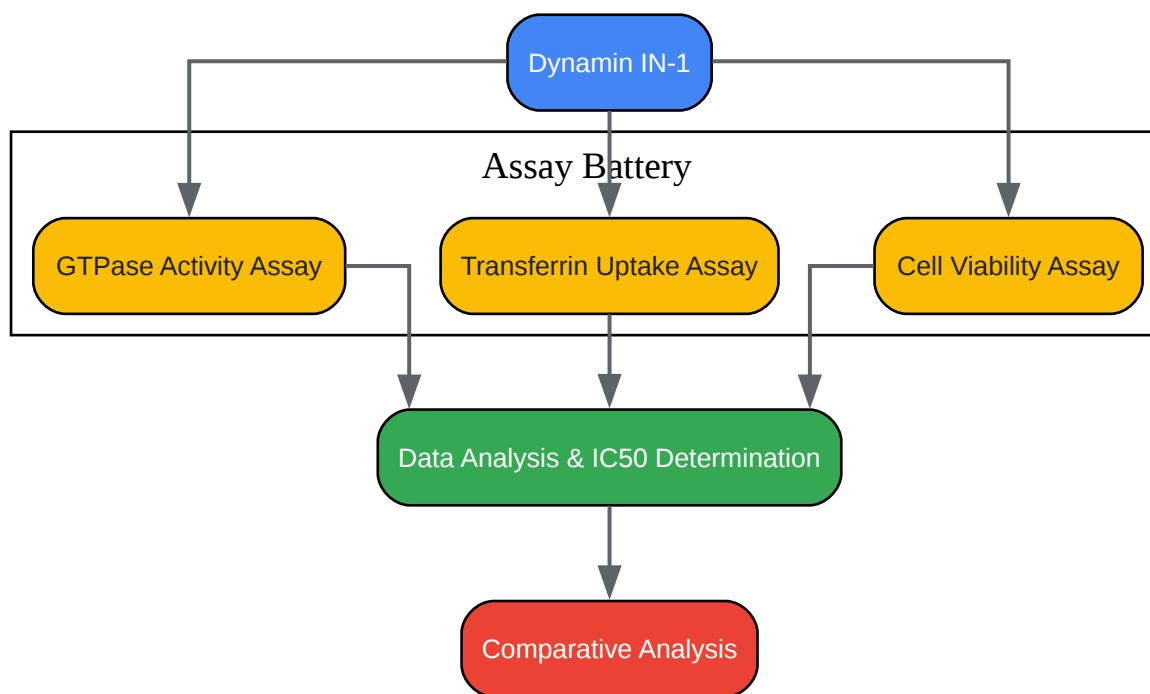 Dynamin IN-1
Assay Battery
GTPase Activity Assay
Transferrin Uptake Assay
Cell Viability Assay
Data Analysis & IC50 Determination
Comparative Analysis